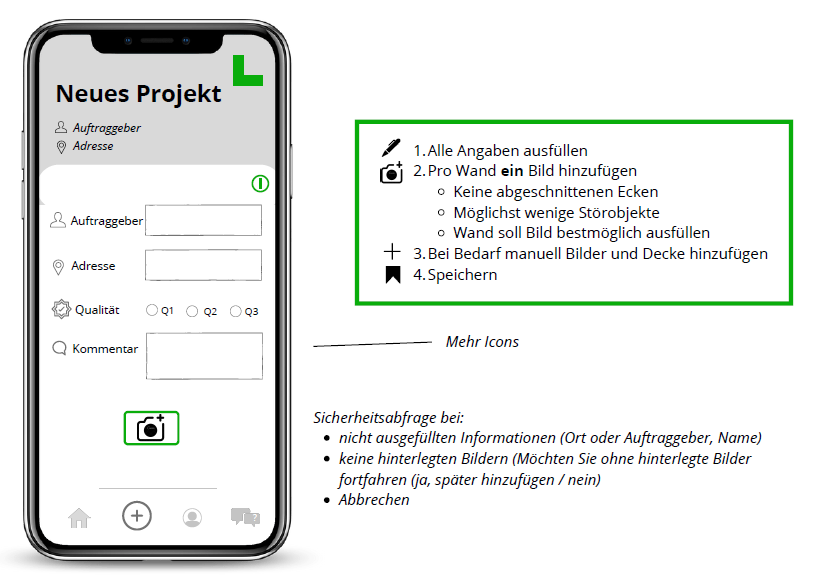 Neues Projekt
Auftraggeber
Adresse
Auftraggeber
Adresse
Qualität Q1 Q2 Q3
Kommentar
1. Alle Angaben ausfüllen
2. Pro Wand ein Bild hinzufügen
Keine abgeschnittenen Ecken
Möglichst wenige Störobjekte
Wand soll Bild bestmöglich ausfüllen
3. Bei Bedarf manuell Bilder und Decke hinzufügen
4. Speichern
Mehr Icons
Sicherheitsabfrage bei:
nicht ausgefüllten Informationen (Ort oder Auftraggeber, Name)
keine hinterlegten Bildern (Möchten Sie ohne hinterlegte Bilder
fortfahren (ja, später hinzufügen / nein)
Abbrechen